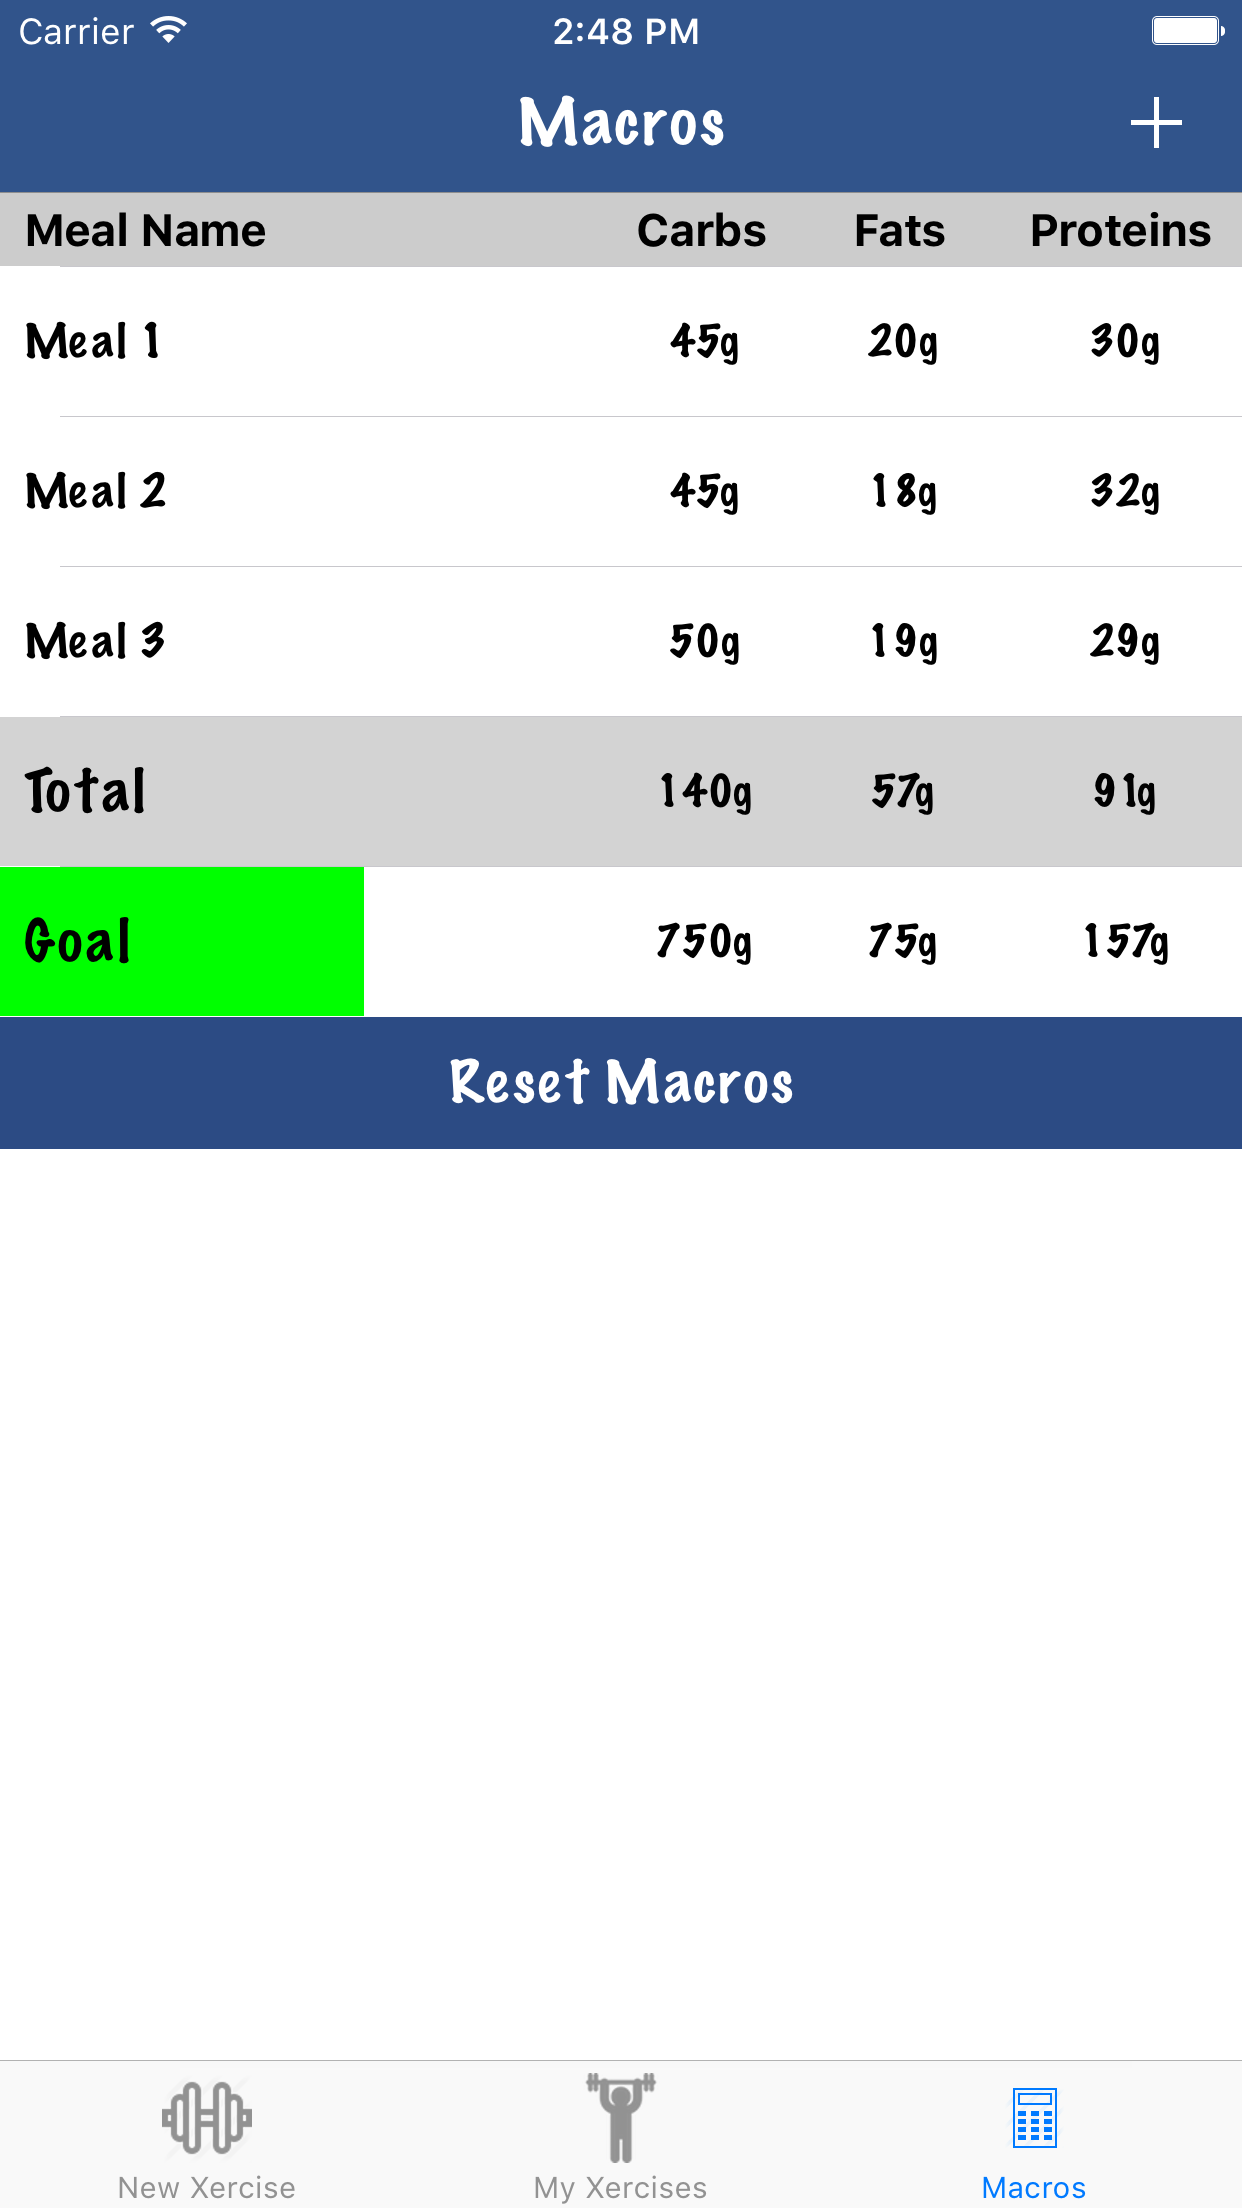 Carrier 2:48 PM
Macros +
Meal Name Carbs Fats Proteins
Meal 1 45g 20g 30g
Meal 2 45g 18g 32g
Meal 3 50g 19g 29g
Total 140g 57g 91g
Goal 750g 75g 157g
Reset Macros
New Xercise My Xercises Macros